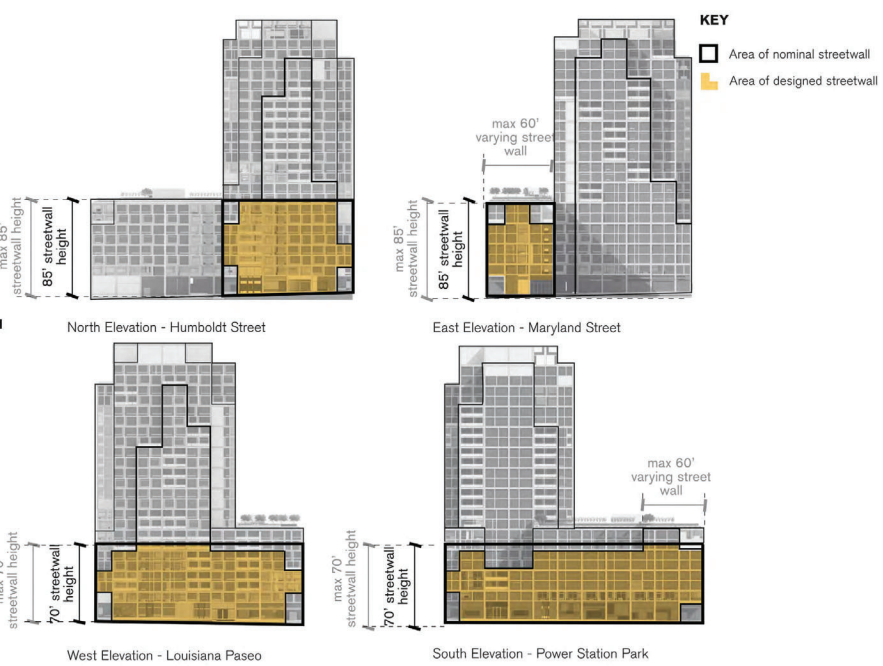 KEY
Area of nominal streetwall
Area of designed streetwall
max 60'
varying street
wall
max 85'
streetwall height
85' streetwall
height
max 85'
streetwall height
85' streetwall
height
North Elevation - Humboldt Street
East Elevation - Maryland Street
max 60'
varying street
wall
streetwall height
70' streetwall
height
max 70'
streetwall height
70' streetwall
height
West Elevation - Louisiana Paseo
South Elevation - Power Station Park